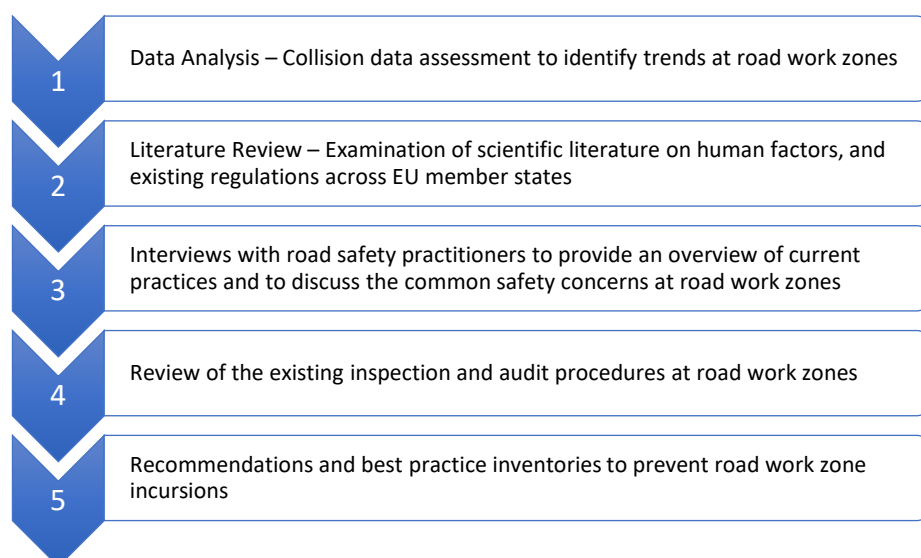 1
Data Analysis – Collision data assessment to identify trends at road work zones
2
Literature Review – Examination of scientific literature on human factors, and
existing regulations across EU member states
3
Interviews with road safety practitioners to provide an overview of current
practices and to discuss the common safety concerns at road work zones
4
Review of the existing inspection and audit procedures at road work zones
5
Recommendations and best practice inventories to prevent road work zone
incursions